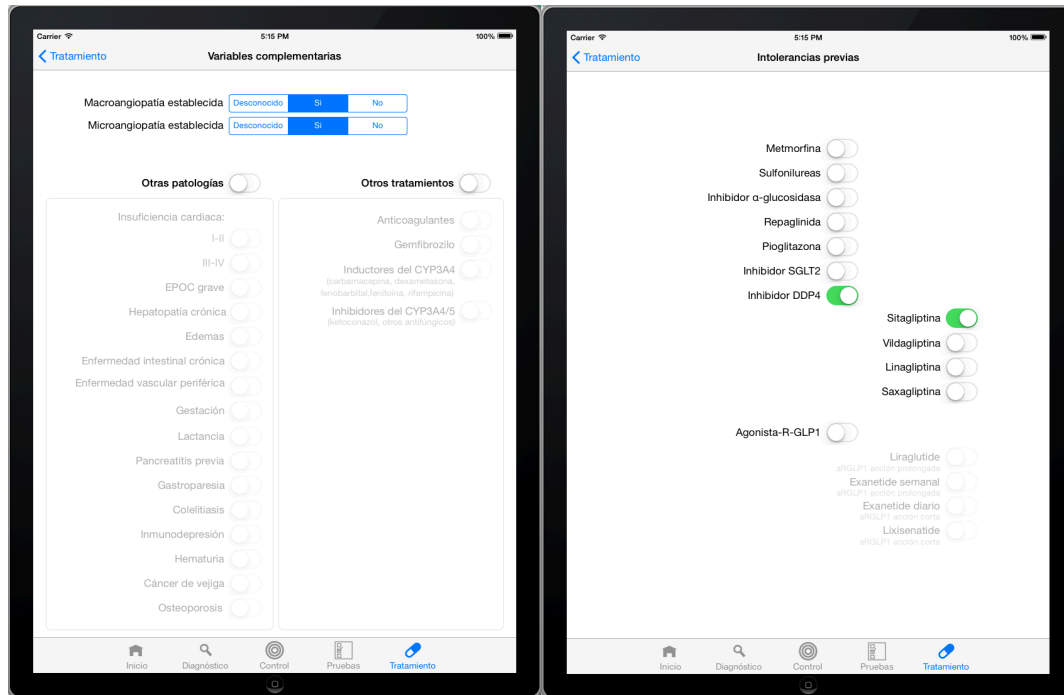 Carrier 5:15 PM 100%
Tratamiento Variables complementarias
Macroangiopatía establecida Desconocido Si No
Microangiopatía establecida Desconocido Si No
Otras patologías
Insuficiencia cardiaca:
I-II
III-IV
EPOC grave
Hepatopatía crónica
Edemas
Enfermedad intestinal crónica
Enfermedad vascular periférica
Gestación
Lactancia
Pancreatitis previa
Gastroparesia
Colelitiasis
Inmunodepresión
Hematuria
Cáncer de vejiga
Osteoporosis
Otros tratamientos
Anticoagulantes
Gemfibrozilo
Inductores del CYP3A4
(carbamacepina, dexametasona,
fenobarbital,fenitoína, rifampicina)
Inhibidores del CYP3A4/5
(ketoconazol, otros antifúngicos)
Inicio Diagnóstico Control Pruebas Tratamiento
Carrier 5:15 PM 100%
Tratamiento Intolerancias previas
Metmorfina
Sulfonilureas
Inhibidor α-glucosidasa
Repaglinida
Pioglitazona
Inhibidor SGLT2
Inhibidor DDP4
Sitagliptina
Vildagliptina
Linagliptina
Saxagliptina
Agonista-R-GLP1
Liraglutide
aRGLP1 acción prolongada
Exanetide semanal
aRGLP1 acción prolongada
Exanetide diario
aRGLP1 acción corta
Lixisenatide
aRGLP1 acción corta
Inicio Diagnóstico Control Pruebas Tratamiento